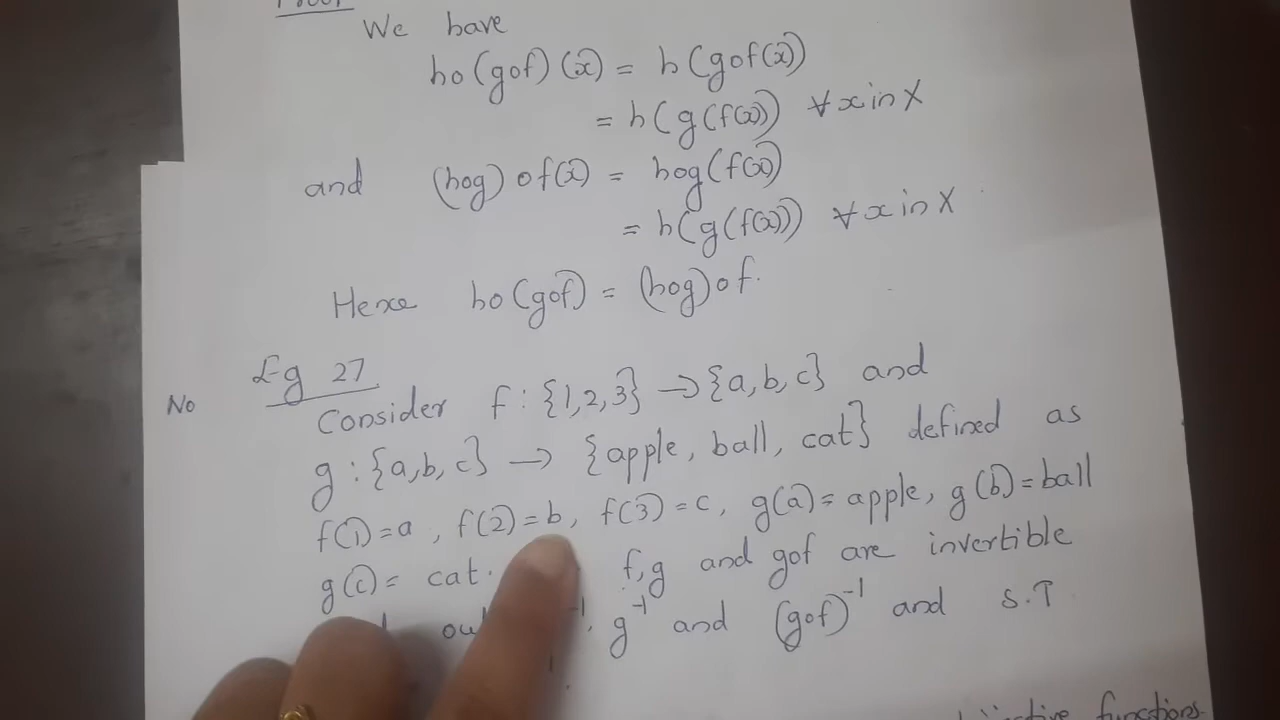 We have
ho(gof)(x) = h(gof(x))
= h(g(f(x))) ∀ x in X
and (hog)of(x) = hog(f(x))
= h(g(f(x))) ∀ x in X
Hence ho(gof) = (hog)of.
Eg 27
No
Consider f : {1,2,3} → {a,b,c} and
g : {a,b,c} → {apple, ball, cat} defined as
f(1)=a, f(2)=b, f(3)=c, g(a)=apple, g(b)=ball
g(c)= cat. f,g and gof are invertible
g⁻¹ and (gof)⁻¹ and S.T
functions.